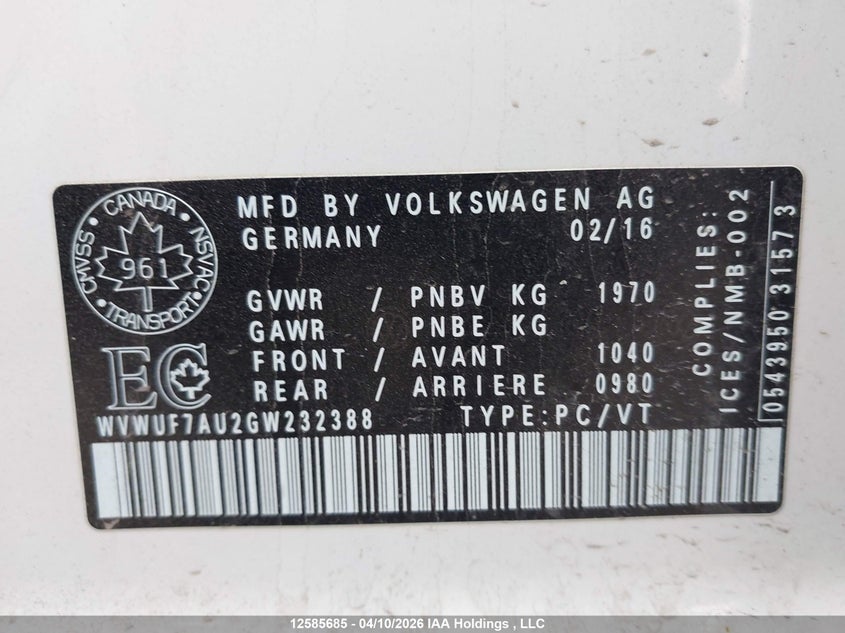 CANADA
CMVSS · NSVAC
961
TRANSPORT
EC
MFD BY VOLKSWAGEN AG
GERMANY 02/16
GVWR / PNBV KG 1970
GAWR / PNBE KG
FRONT / AVANT 1040
REAR / ARRIERE 0980
WVWUF7AU2GW232388 TYPE:PC/VT
COMPLIES:
ICES/NMB-002
0543950 31573
12585685 - 04/10/2026 IAA Holdings , LLC